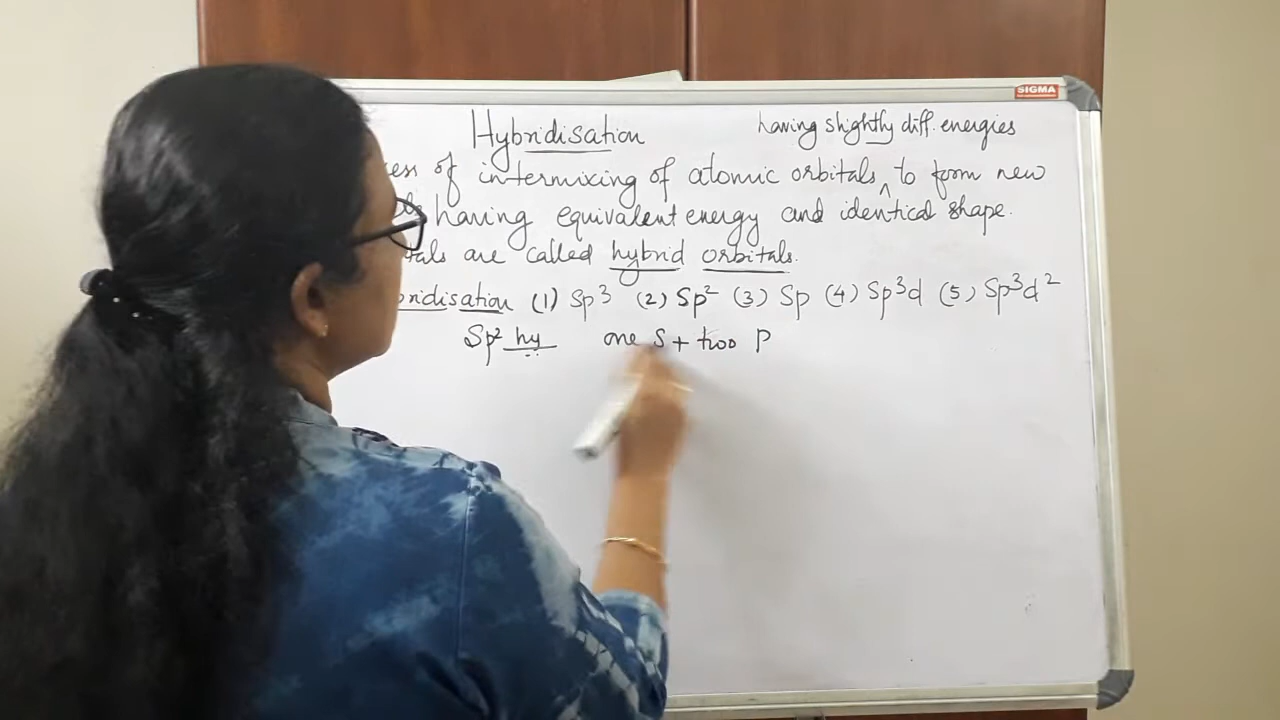 SIGMA
Hybridisation having slightly diff. energies
of intermixing of atomic orbitals ^ to form new
having equivalent energy and identical shape.
are called hybrid orbitals.
(1) Sp³ (2) Sp² (3) Sp (4) Sp³d (5) Sp³d²
Sp² hy one S + two P